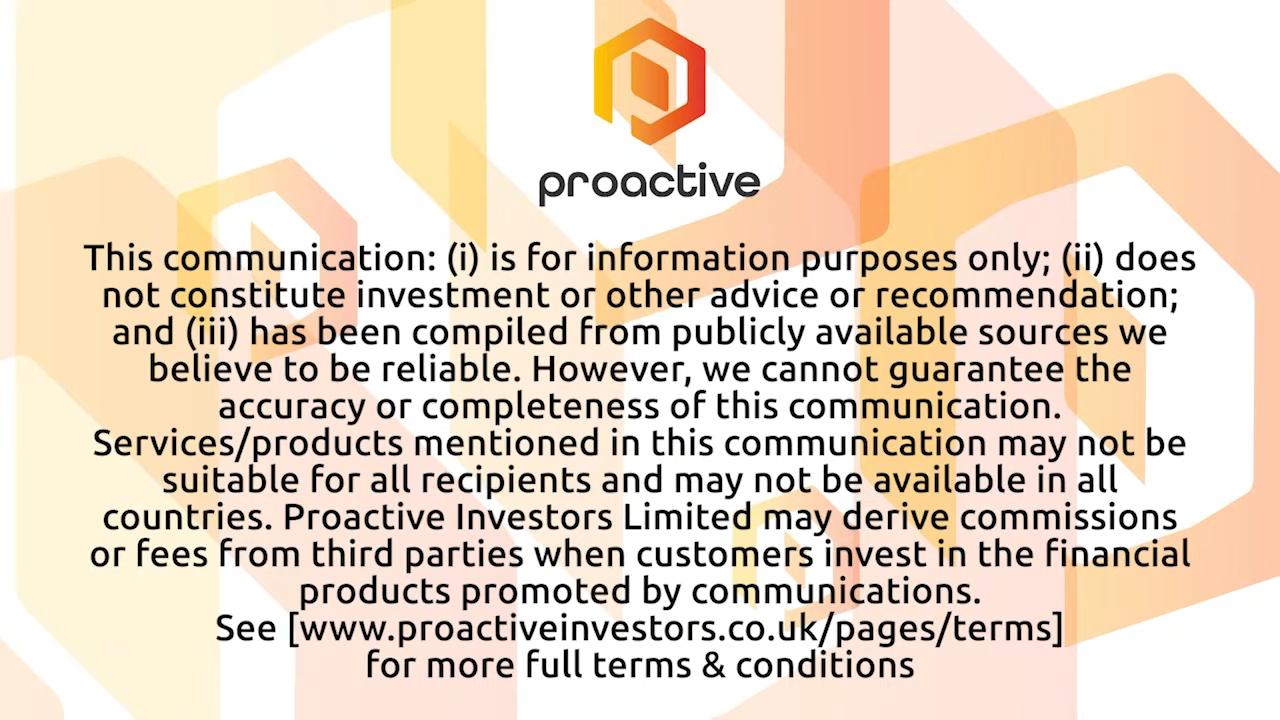 proactive
This communication: (i) is for information purposes only; (ii) does
not constitute investment or other advice or recommendation;
and (iii) has been compiled from publicly available sources we
believe to be reliable. However, we cannot guarantee the
accuracy or completeness of this communication.
Services/products mentioned in this communication may not be
suitable for all recipients and may not be available in all
countries. Proactive Investors Limited may derive commissions
or fees from third parties when customers invest in the financial
products promoted by communications.
See [www.proactiveinvestors.co.uk/pages/terms]
for more full terms & conditions